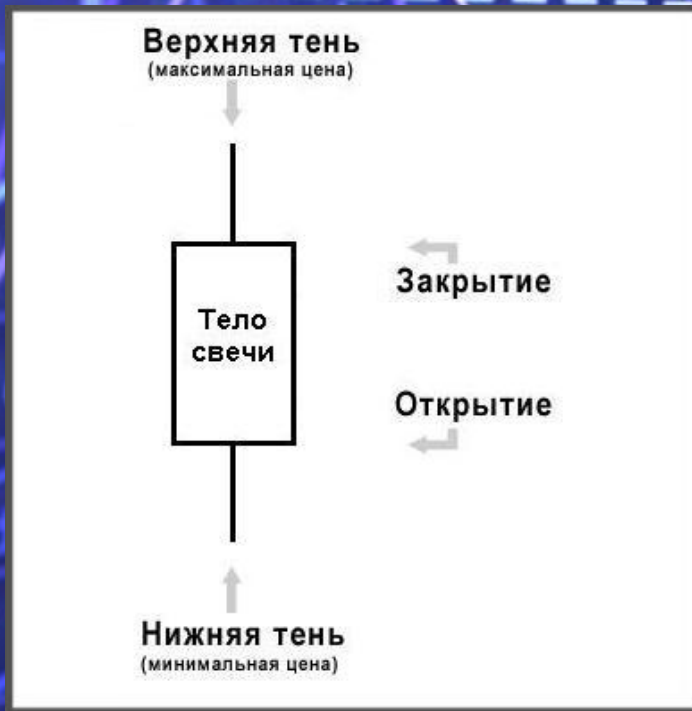 Верхняя тень
(максимальная цена)
Закрытие
Тело
свечи
Открытие
Нижняя тень
(минимальная цена)